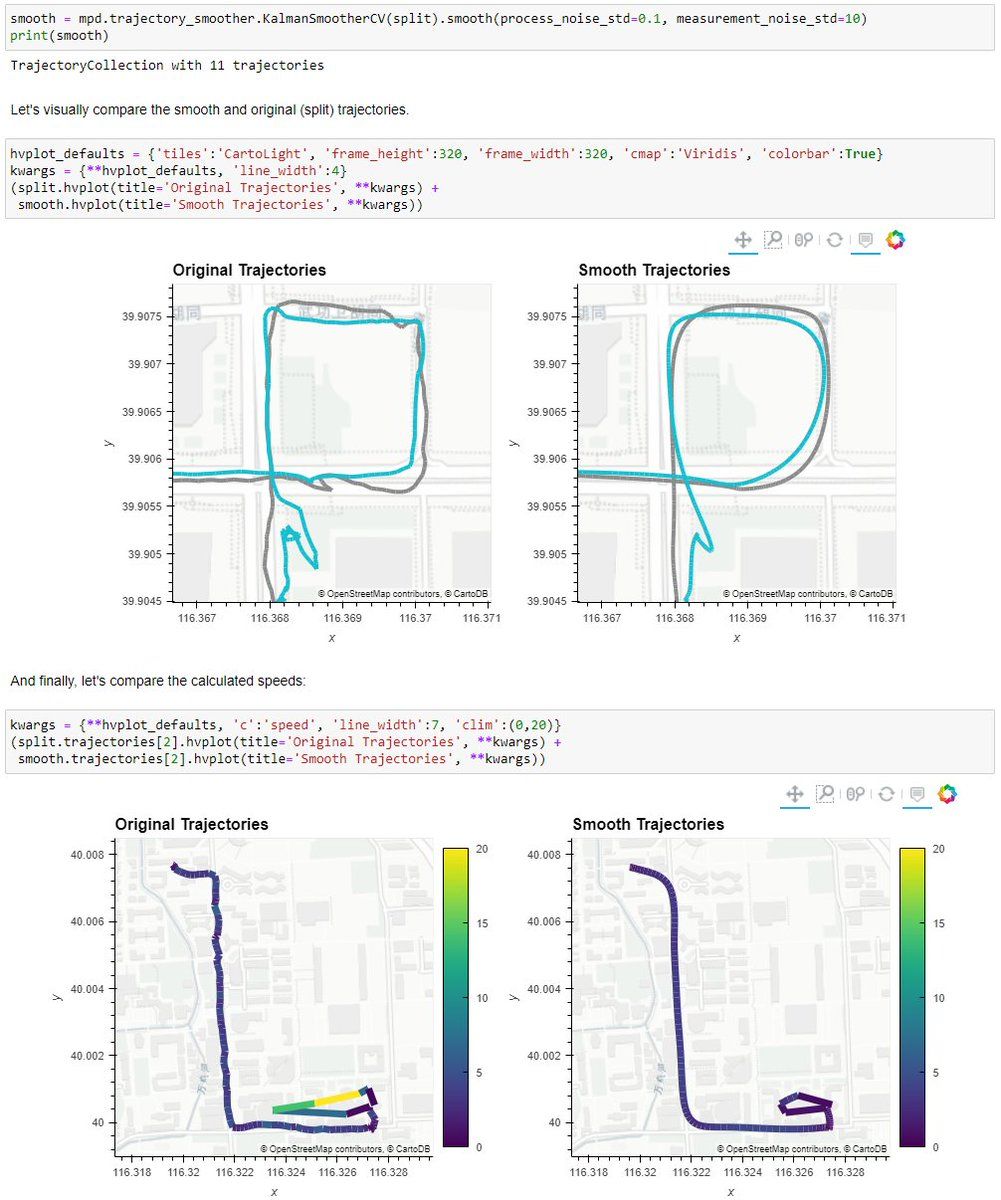 smooth = mpd.trajectory_smoother.KalmanSmootherCV(split).smooth(process_noise_std=0.1, measurement_noise_std=10)
print(smooth)
TrajectoryCollection with 11 trajectories
Let's visually compare the smooth and original (split) trajectories.
hvplot_defaults = {'tiles':'CartoLight', 'frame_height':320, 'frame_width':320, 'cmap':'Viridis', 'colorbar':True}
kwargs = {**hvplot_defaults, 'line_width':4}
(split.hvplot(title='Original Trajectories', **kwargs) +
smooth.hvplot(title='Smooth Trajectories', **kwargs))
Original Trajectories
39.9075
39.907
39.9065
39.906
39.9055
39.905
39.9045
y
胡同
© OpenStreetMap contributors, © CartoDB
116.367 116.368 116.369 116.37 116.371
x
Smooth Trajectories
39.9075
39.907
39.9065
39.906
39.9055
39.905
39.9045
y
胡同
© OpenStreetMap contributors, © CartoDB
116.367 116.368 116.369 116.37 116.371
x
And finally, let's compare the calculated speeds:
kwargs = {**hvplot_defaults, 'c':'speed', 'line_width':7, 'clim':(0,20)}
(split.trajectories[2].hvplot(title='Original Trajectories', **kwargs) +
smooth.trajectories[2].hvplot(title='Smooth Trajectories', **kwargs))
Original Trajectories
40.008
40.006
40.004
40.002
40
y
© OpenStreetMap contributors, © CartoDB
116.318 116.32 116.322 116.324 116.326 116.328
x
20
15
10
5
0
Smooth Trajectories
40.008
40.006
40.004
40.002
40
y
© OpenStreetMap contributors, © CartoDB
116.318 116.32 116.322 116.324 116.326 116.328
x
20
15
10
5
0